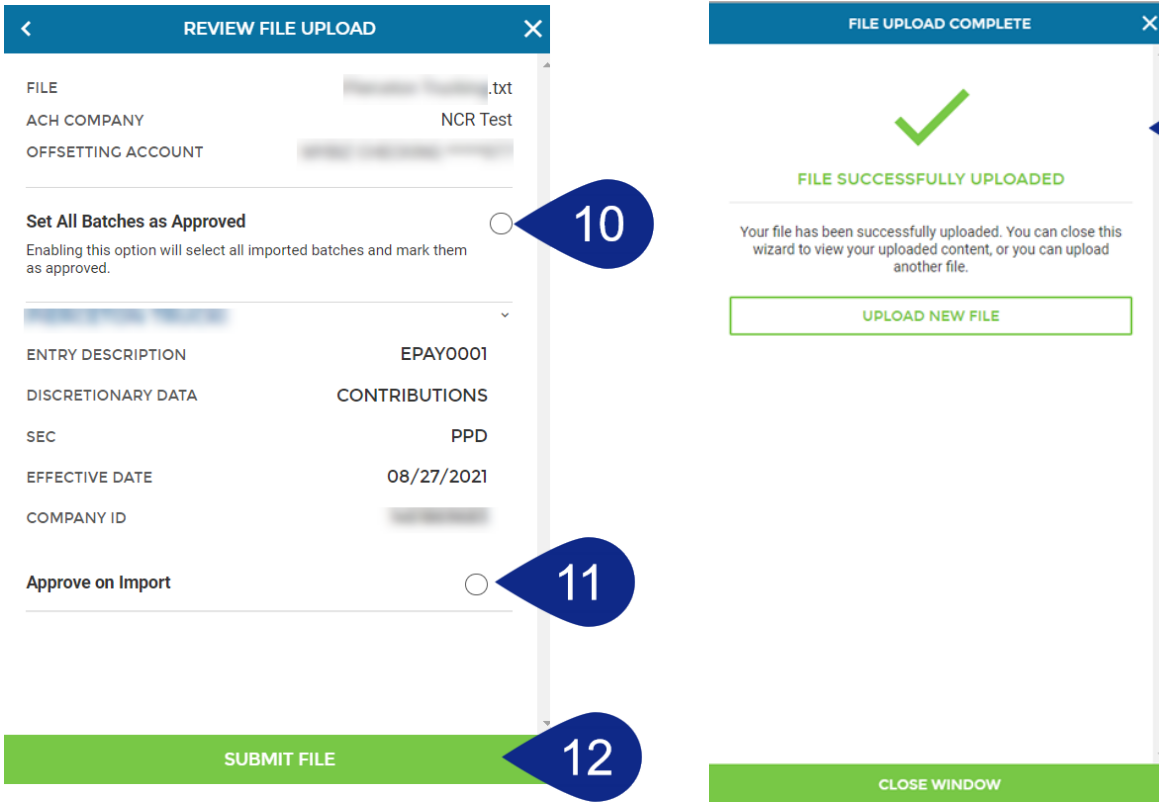 REVIEW FILE UPLOAD
FILE .txt
ACH COMPANY NCR Test
OFFSETTING ACCOUNT
Set All Batches as Approved
10
Enabling this option will select all imported batches and mark them
as approved.
ENTRY DESCRIPTION EPAY0001
DISCRETIONARY DATA CONTRIBUTIONS
SEC PPD
EFFECTIVE DATE 08/27/2021
COMPANY ID
Approve on Import
11
SUBMIT FILE
12
FILE UPLOAD COMPLETE
FILE SUCCESSFULLY UPLOADED
Your file has been successfully uploaded. You can close this
wizard to view your uploaded content, or you can upload
another file.
UPLOAD NEW FILE
CLOSE WINDOW